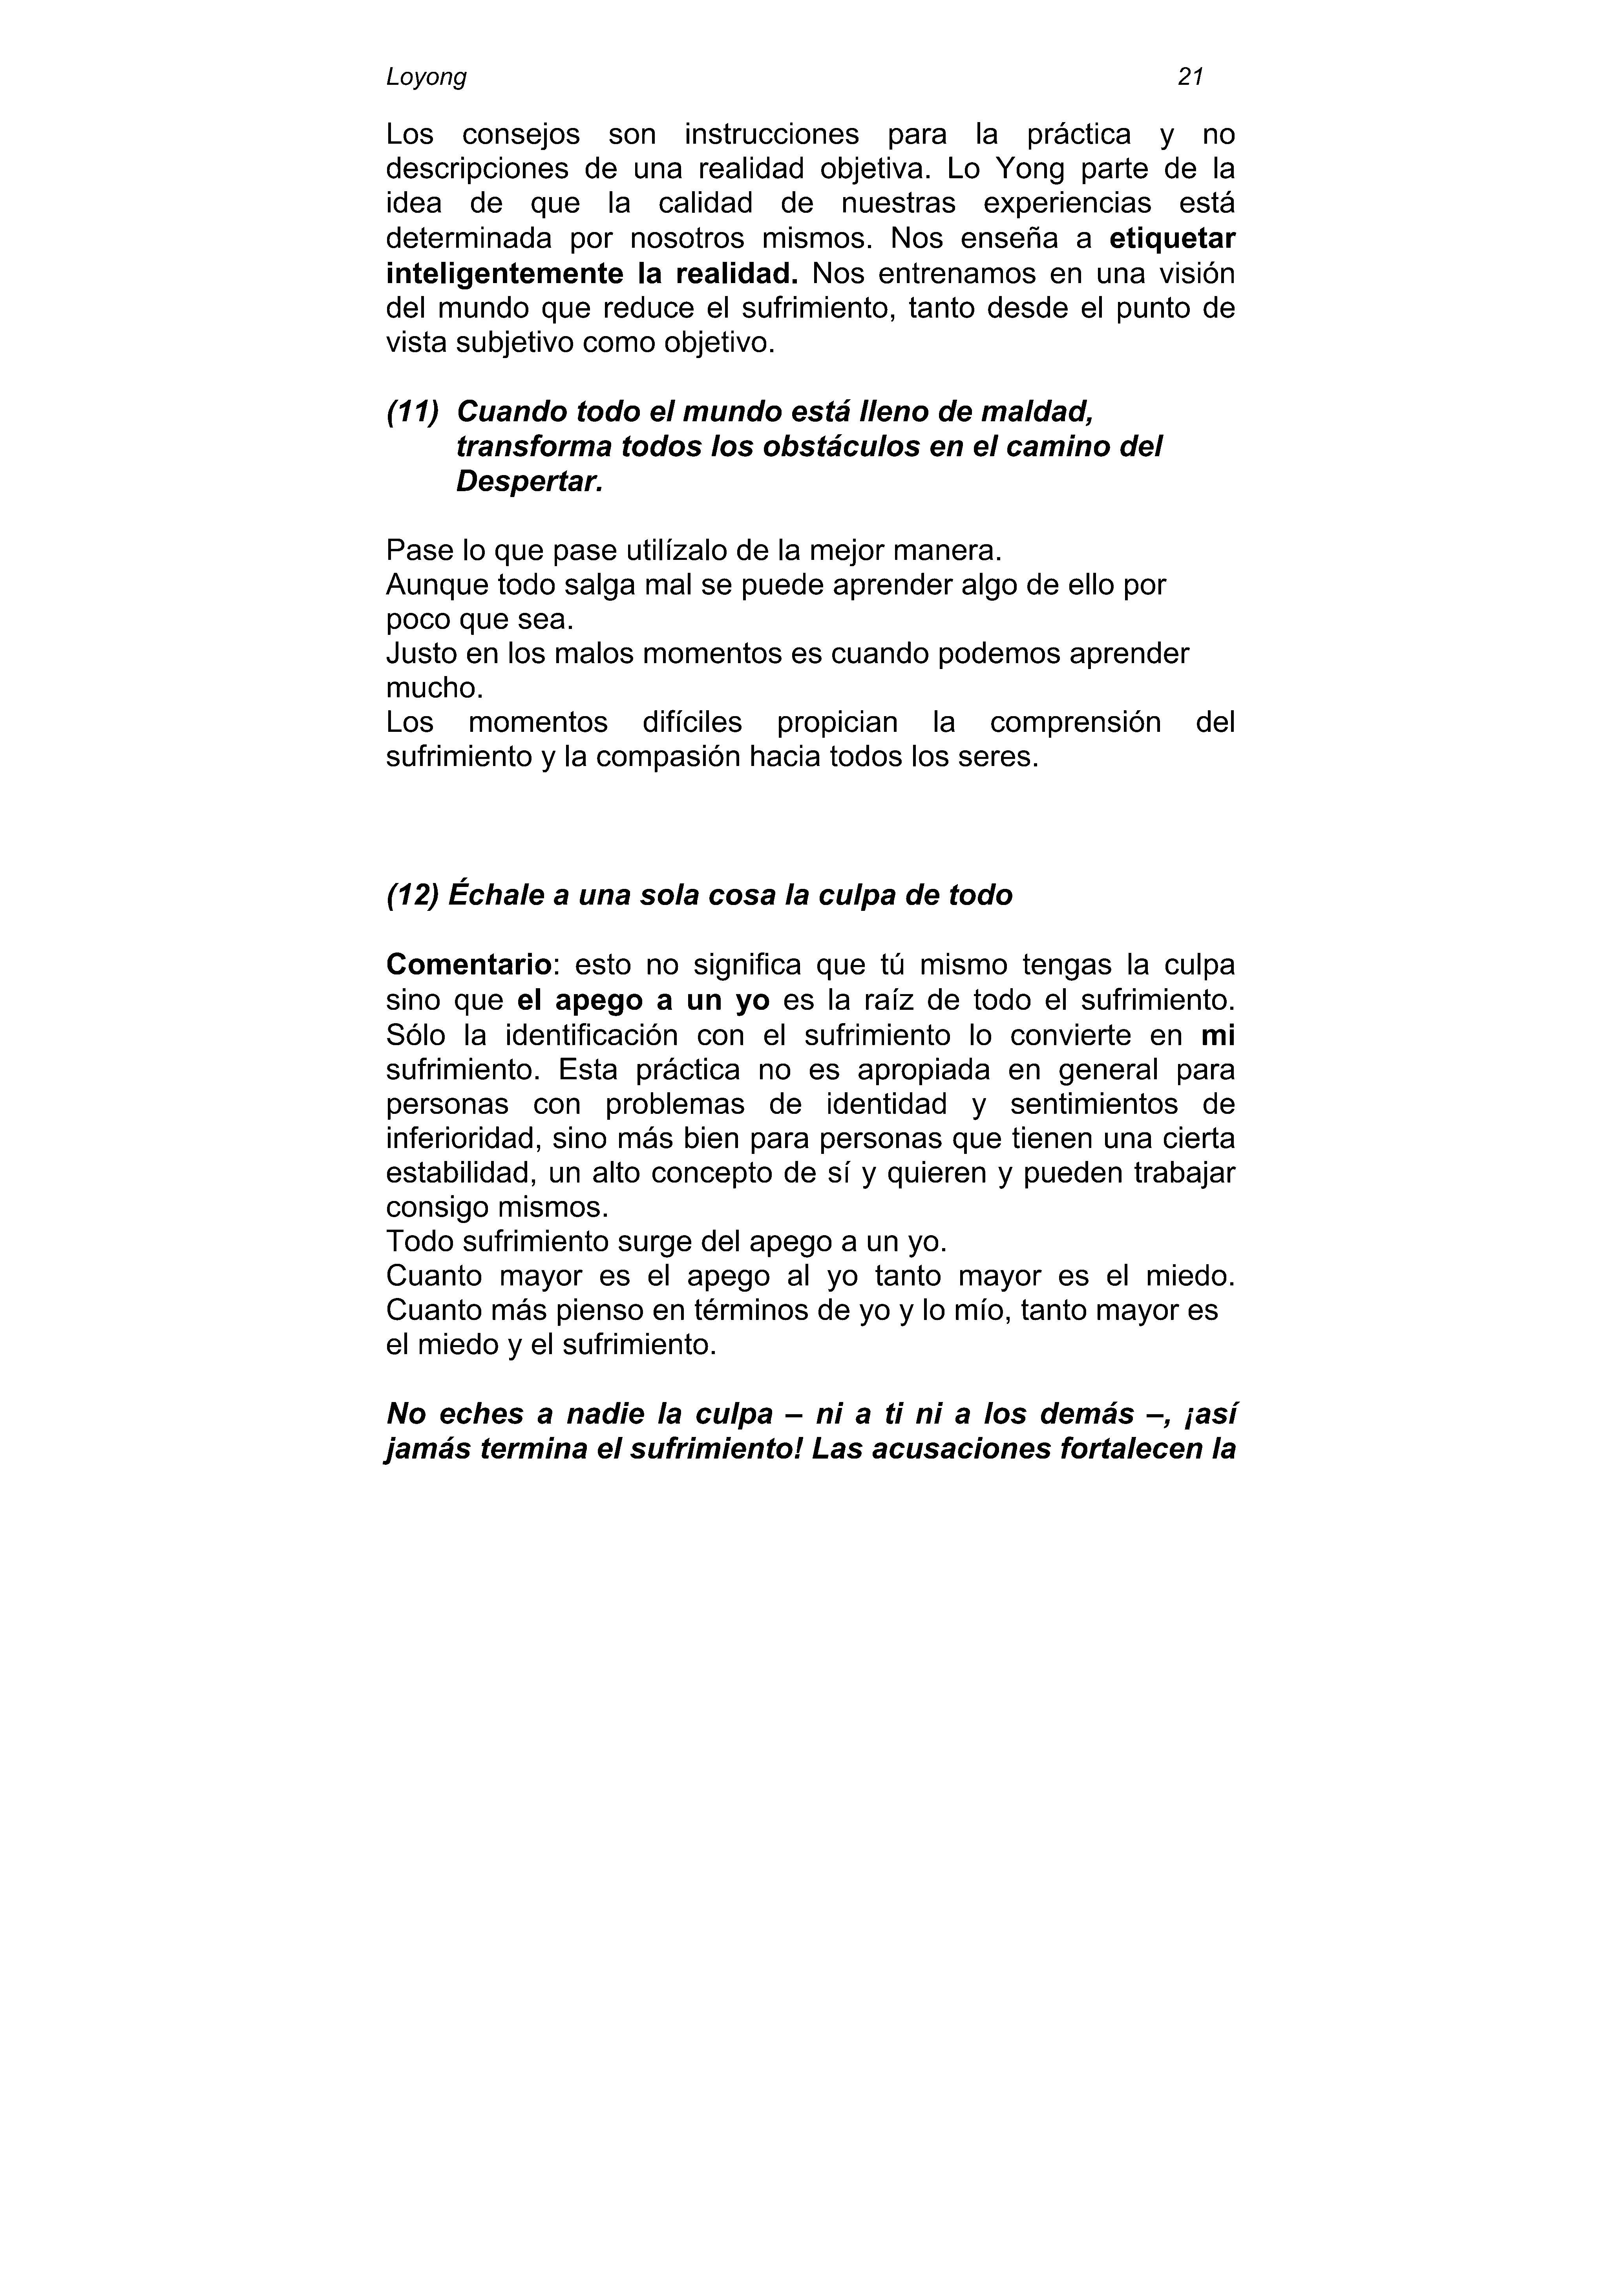 Loyong 21
Los consejos son instrucciones para la práctica y no
descripciones de una realidad objetiva. Lo Yong parte de la
idea de que la calidad de nuestras experiencias está
determinada por nosotros mismos. Nos enseña a etiquetar
inteligentemente la realidad. Nos entrenamos en una visión
del mundo que reduce el sufrimiento, tanto desde el punto de
vista subjetivo como objetivo.
(11) Cuando todo el mundo está lleno de maldad,
transforma todos los obstáculos en el camino del
Despertar.
Pase lo que pase utilízalo de la mejor manera.
Aunque todo salga mal se puede aprender algo de ello por
poco que sea.
Justo en los malos momentos es cuando podemos aprender
mucho.
Los momentos difíciles propician la comprensión del
sufrimiento y la compasión hacia todos los seres.
(12) Échale a una sola cosa la culpa de todo
Comentario: esto no significa que tú mismo tengas la culpa
sino que el apego a un yo es la raíz de todo el sufrimiento.
Sólo la identificación con el sufrimiento lo convierte en mi
sufrimiento. Esta práctica no es apropiada en general para
personas con problemas de identidad y sentimientos de
inferioridad, sino más bien para personas que tienen una cierta
estabilidad, un alto concepto de sí y quieren y pueden trabajar
consigo mismos.
Todo sufrimiento surge del apego a un yo.
Cuanto mayor es el apego al yo tanto mayor es el miedo.
Cuanto más pienso en términos de yo y lo mío, tanto mayor es
el miedo y el sufrimiento.
No eches a nadie la culpa – ni a ti ni a los demás –, ¡así
jamás termina el sufrimiento! Las acusaciones fortalecen la